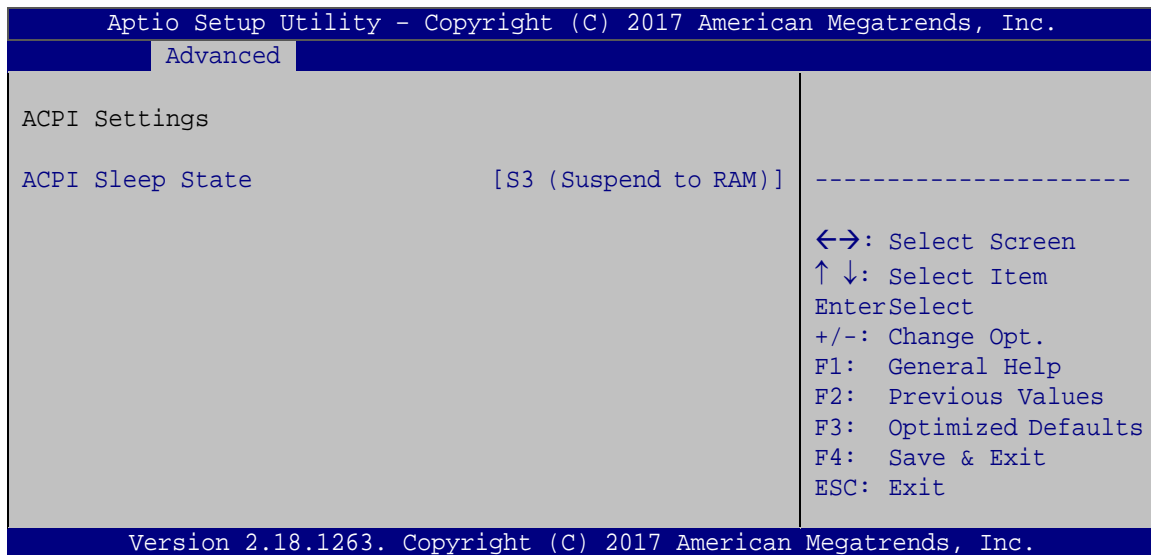 Aptio Setup Utility – Copyright (C) 2017 American Megatrends, Inc.
Advanced
ACPI Settings
ACPI Sleep State [S3 (Suspend to RAM)]
----------------------
←→: Select Screen
↑ ↓: Select Item
EnterSelect
+/-: Change Opt.
F1: General Help
F2: Previous Values
F3: Optimized Defaults
F4: Save & Exit
ESC: Exit
Version 2.18.1263. Copyright (C) 2017 American Megatrends, Inc.